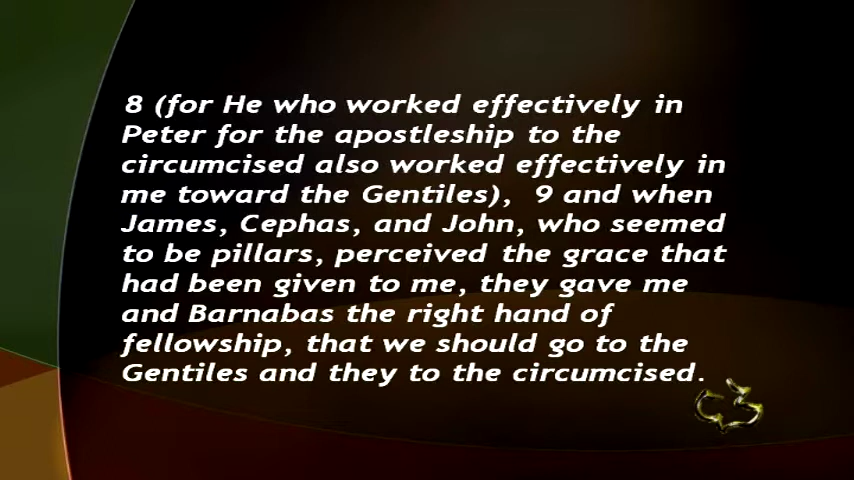 8 (for He who worked effectively in
Peter for the apostleship to the
circumcised also worked effectively in
me toward the Gentiles),  9 and when
James, Cephas, and John, who seemed
to be pillars, perceived the grace that
had been given to me, they gave me
and Barnabas the right hand of
fellowship, that we should go to the
Gentiles and they to the circumcised.